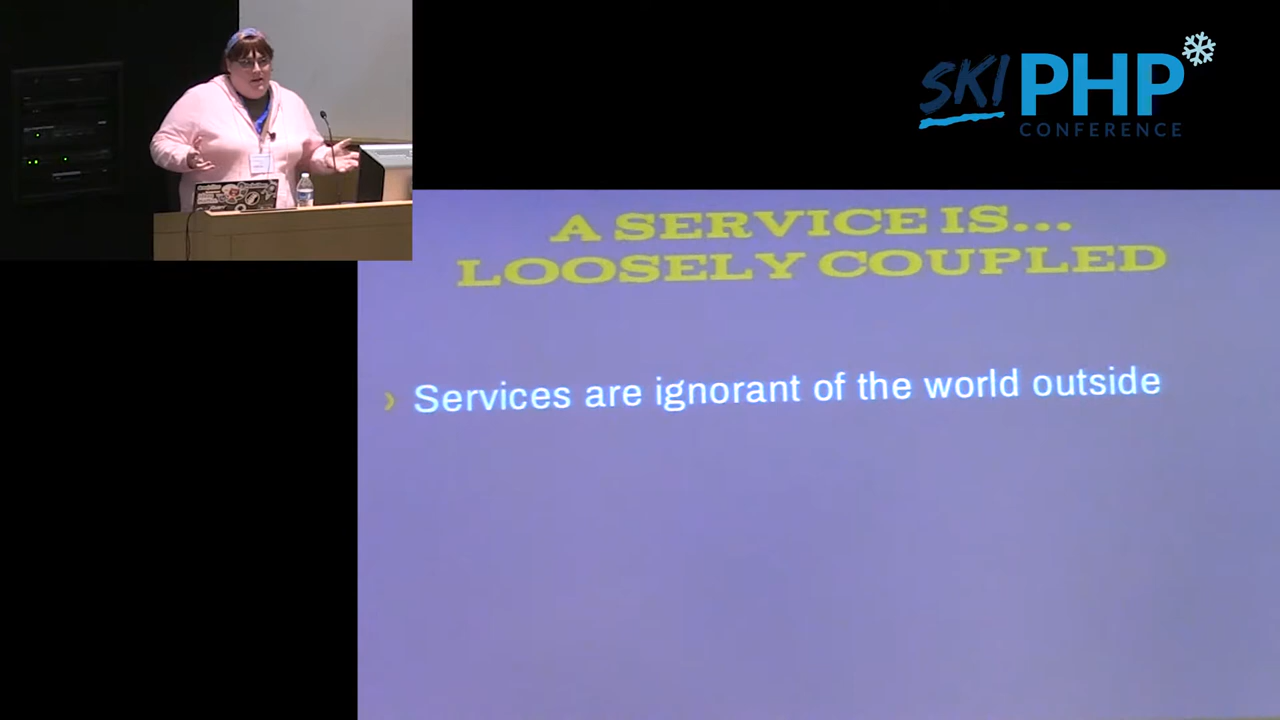 SKI PHP
CONFERENCE
A SERVICE IS...
LOOSELY COUPLED
› Services are ignorant of the world outside